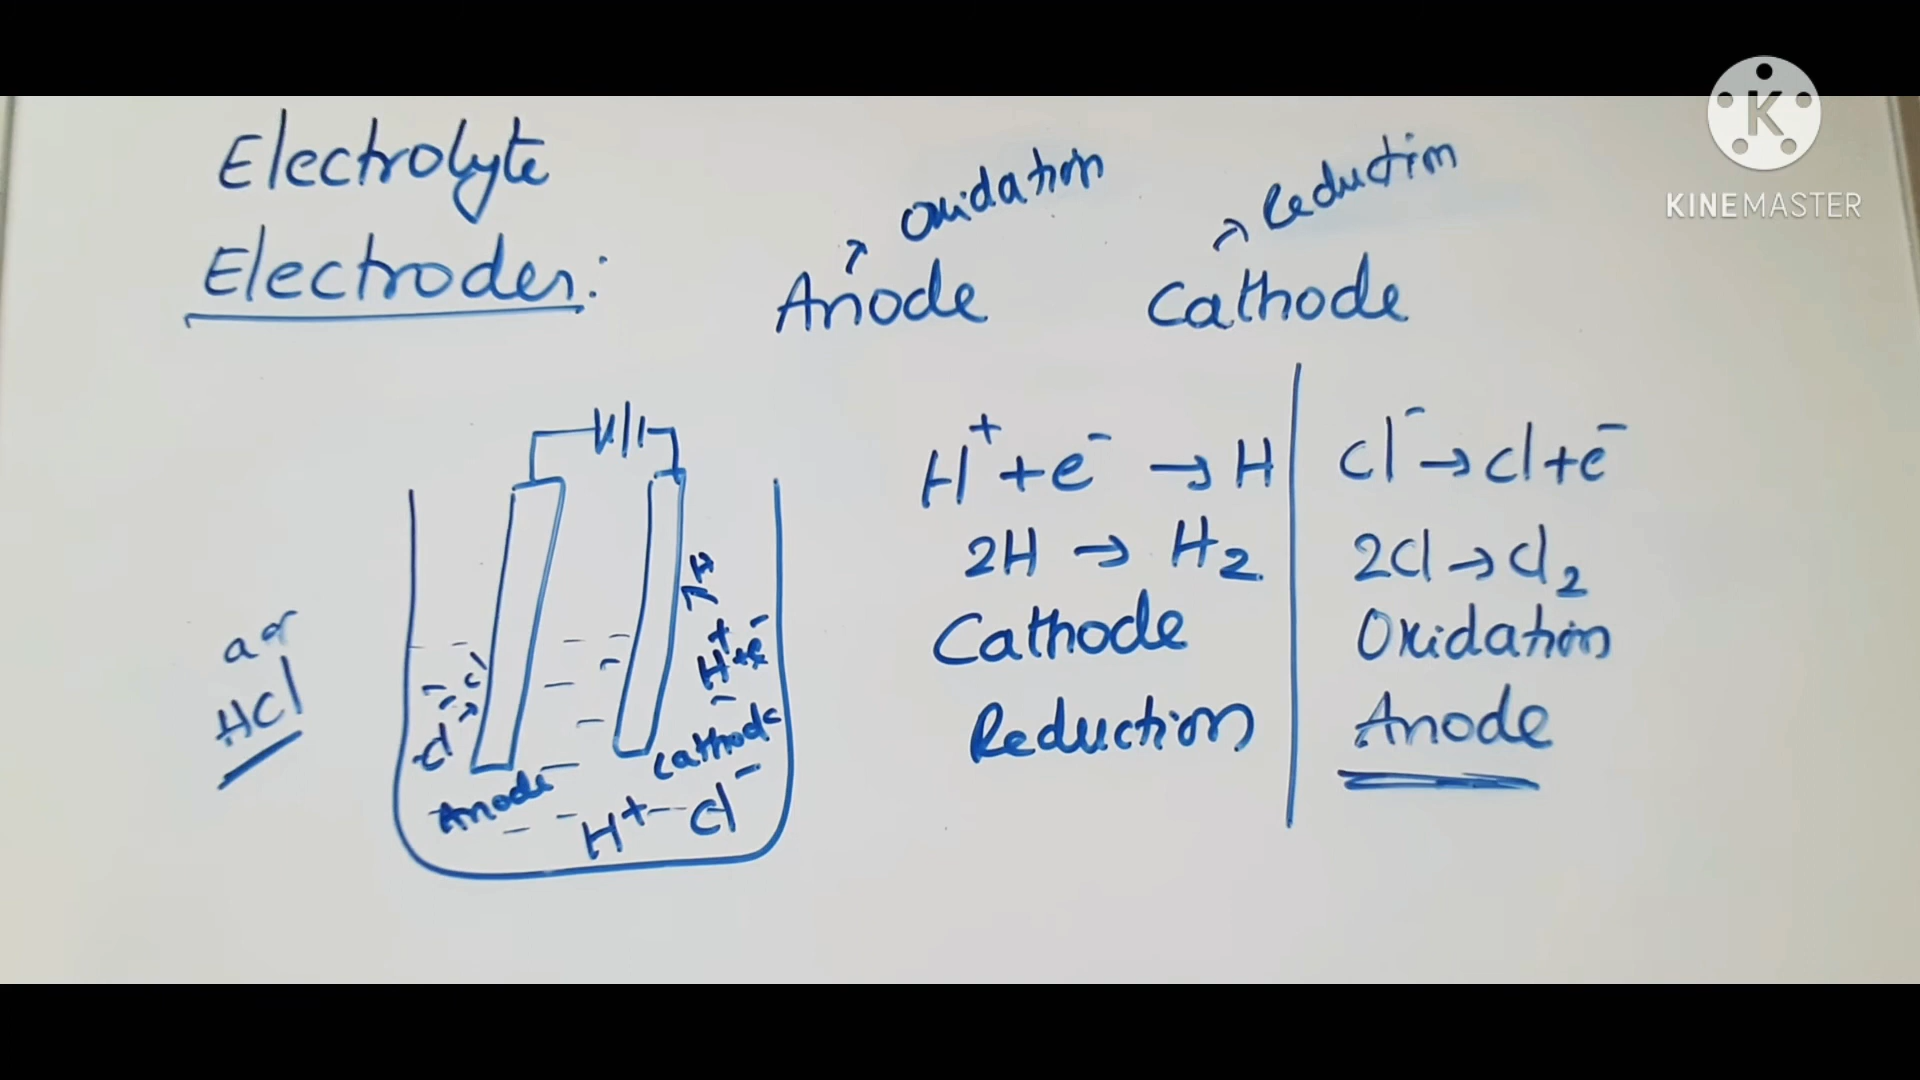 Electrolyte
Electrodes:
oxidation
Reduction
Anode
Cathode
H⁺ + e⁻ → H
2H → H₂
Cathode
Reduction
Cl⁻ → Cl + e⁻
2Cl → Cl₂
Oxidation
Anode
aq
HCl
Cl⁻
Anode
H
H⁺ + e⁻
Cathode
H⁺ Cl⁻
K
KINEMASTER